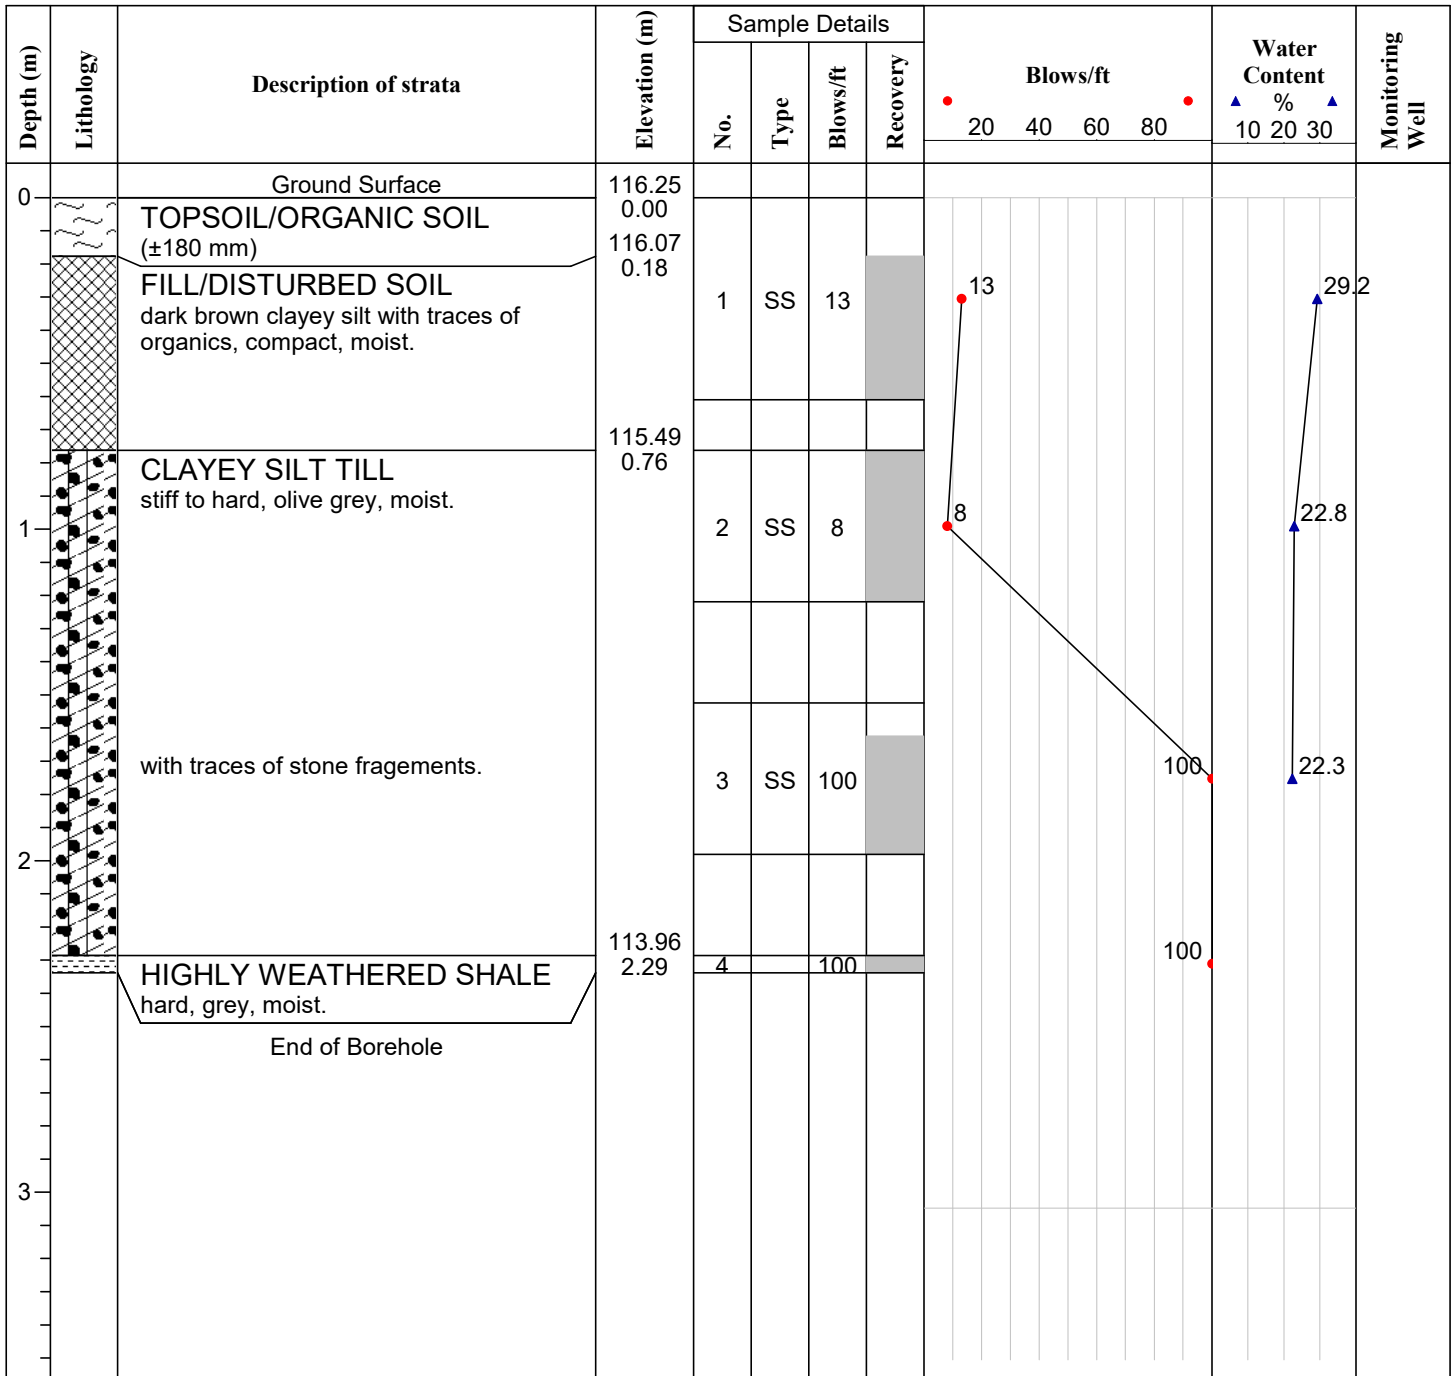 Depth (m)
Lithology
Description of strata
Elevation (m)
Sample Details
No.
Type
Blows/ft
Recovery
Blows/ft
20 40 60 80
Water
Content
%
10 20 30
Monitoring
Well
Ground Surface
116.25
0
0.00
TOPSOIL/ORGANIC SOIL
(±180 mm)
116.07
0.18
FILL/DISTURBED SOIL
dark brown clayey silt with traces of
organics, compact, moist.
1 SS 13
13
29.2
115.49
0.76
CLAYEY SILT TILL
stiff to hard, olive grey, moist.
1
2 SS 8
8
22.8
with traces of stone fragements.
3 SS 100
100
22.3
2
113.96
2.29
HIGHLY WEATHERED SHALE
hard, grey, moist.
4 100
100
End of Borehole
3